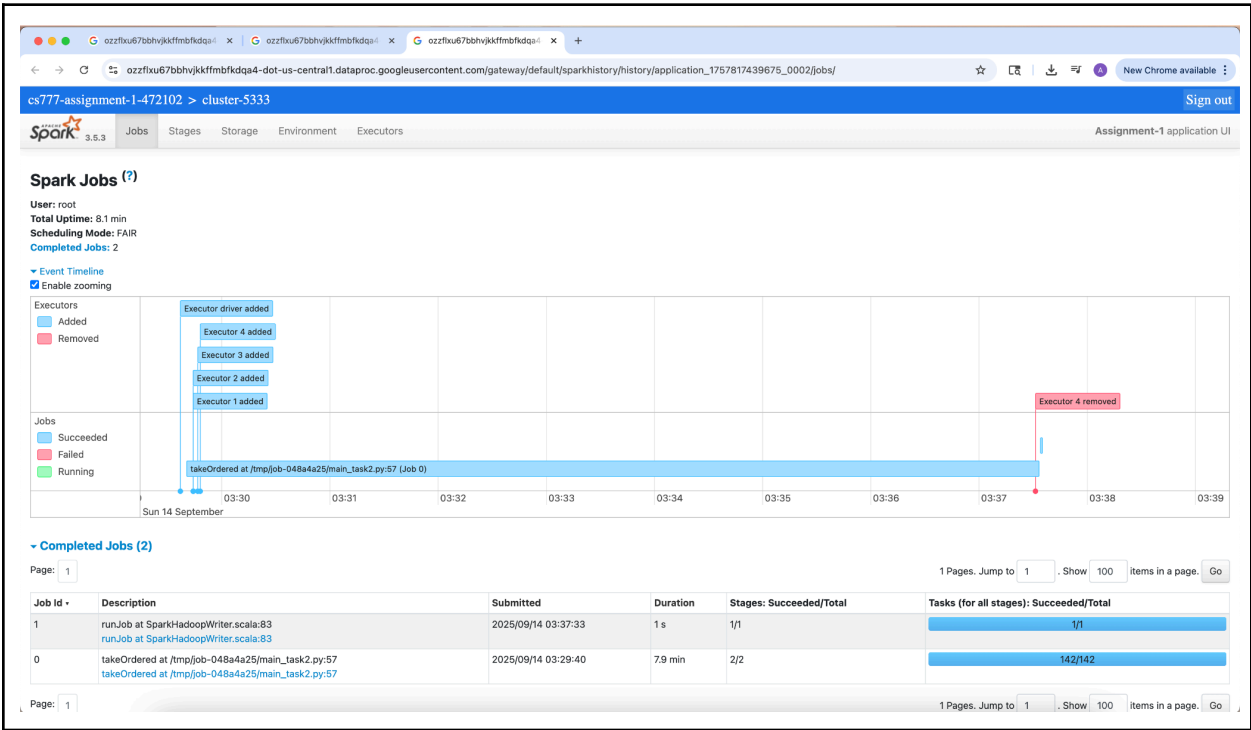 ozzflxu67bbhvjkkffmbfkdqa4 × ozzflxu67bbhvjkkffmbfkdqa4 × ozzflxu67bbhvjkkffmbfkdqa4 × +
ozzflxu67bbhvjkkffmbfkdqa4-dot-us-central1.dataproc.googleusercontent.com/gateway/default/sparkhistory/history/application_1757817439675_0002/jobs/ A New Chrome available
cs777-assignment-1-472102 > cluster-5333 Sign out
APACHE Spark 3.5.3 Jobs Stages Storage Environment Executors Assignment-1 application UI
Spark Jobs (?)
User: root
Total Uptime: 8.1 min
Scheduling Mode: FAIR
Completed Jobs: 2
Event Timeline
Enable zooming
Executors
Added
Removed
Executor driver added
Executor 4 added
Executor 3 added
Executor 2 added
Executor 1 added
Executor 4 removed
Jobs
Succeeded
Failed
Running
takeOrdered at /tmp/job-048a4a25/main_task2.py:57 (Job 0)
03:30 03:31 03:32 03:33 03:34 03:35 03:36 03:37 03:38 03:39
Sun 14 September
Completed Jobs (2)
Page: 1 1 Pages. Jump to 1 . Show 100 items in a page. Go
Job Id Description Submitted Duration Stages: Succeeded/Total Tasks (for all stages): Succeeded/Total
1 runJob at SparkHadoopWriter.scala:83 2025/09/14 03:37:33 1 s 1/1 1/1
runJob at SparkHadoopWriter.scala:83
0 takeOrdered at /tmp/job-048a4a25/main_task2.py:57 2025/09/14 03:29:40 7.9 min 2/2 142/142
takeOrdered at /tmp/job-048a4a25/main_task2.py:57
Page: 1 1 Pages. Jump to 1 . Show 100 items in a page. Go